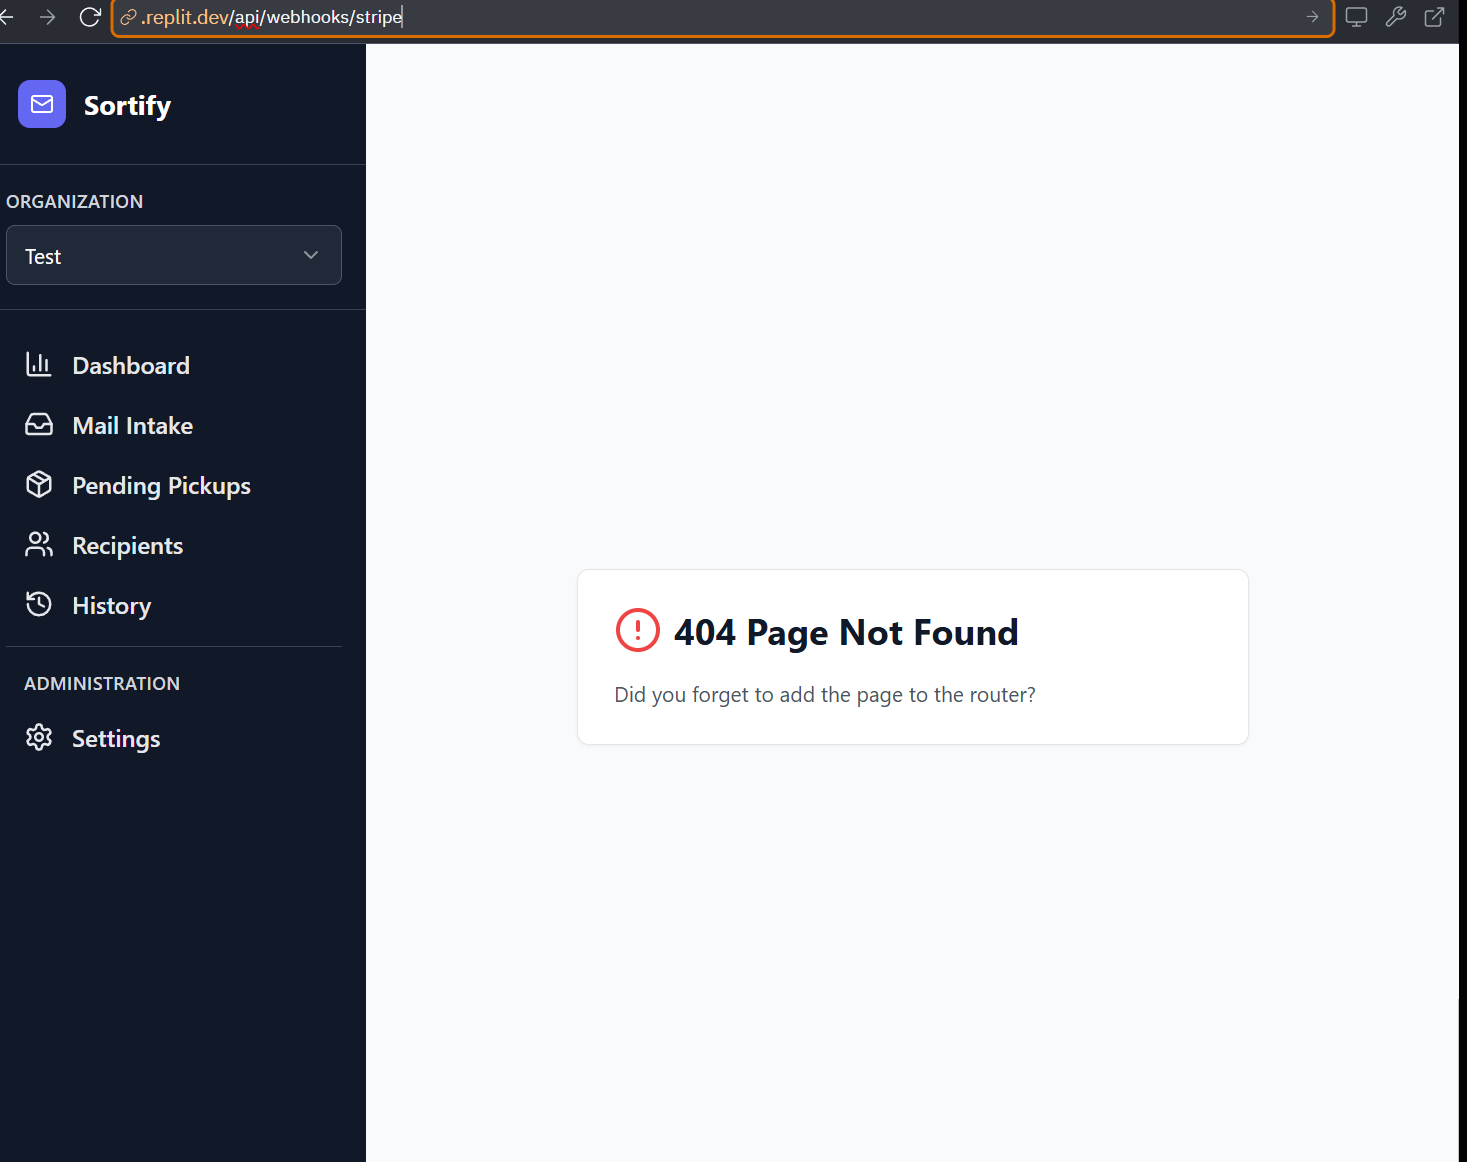 .replit.dev/api/webhooks/stripe
Sortify
ORGANIZATION
Test
Dashboard
Mail Intake
Pending Pickups
Recipients
History
ADMINISTRATION
Settings
404 Page Not Found
Did you forget to add the page to the router?